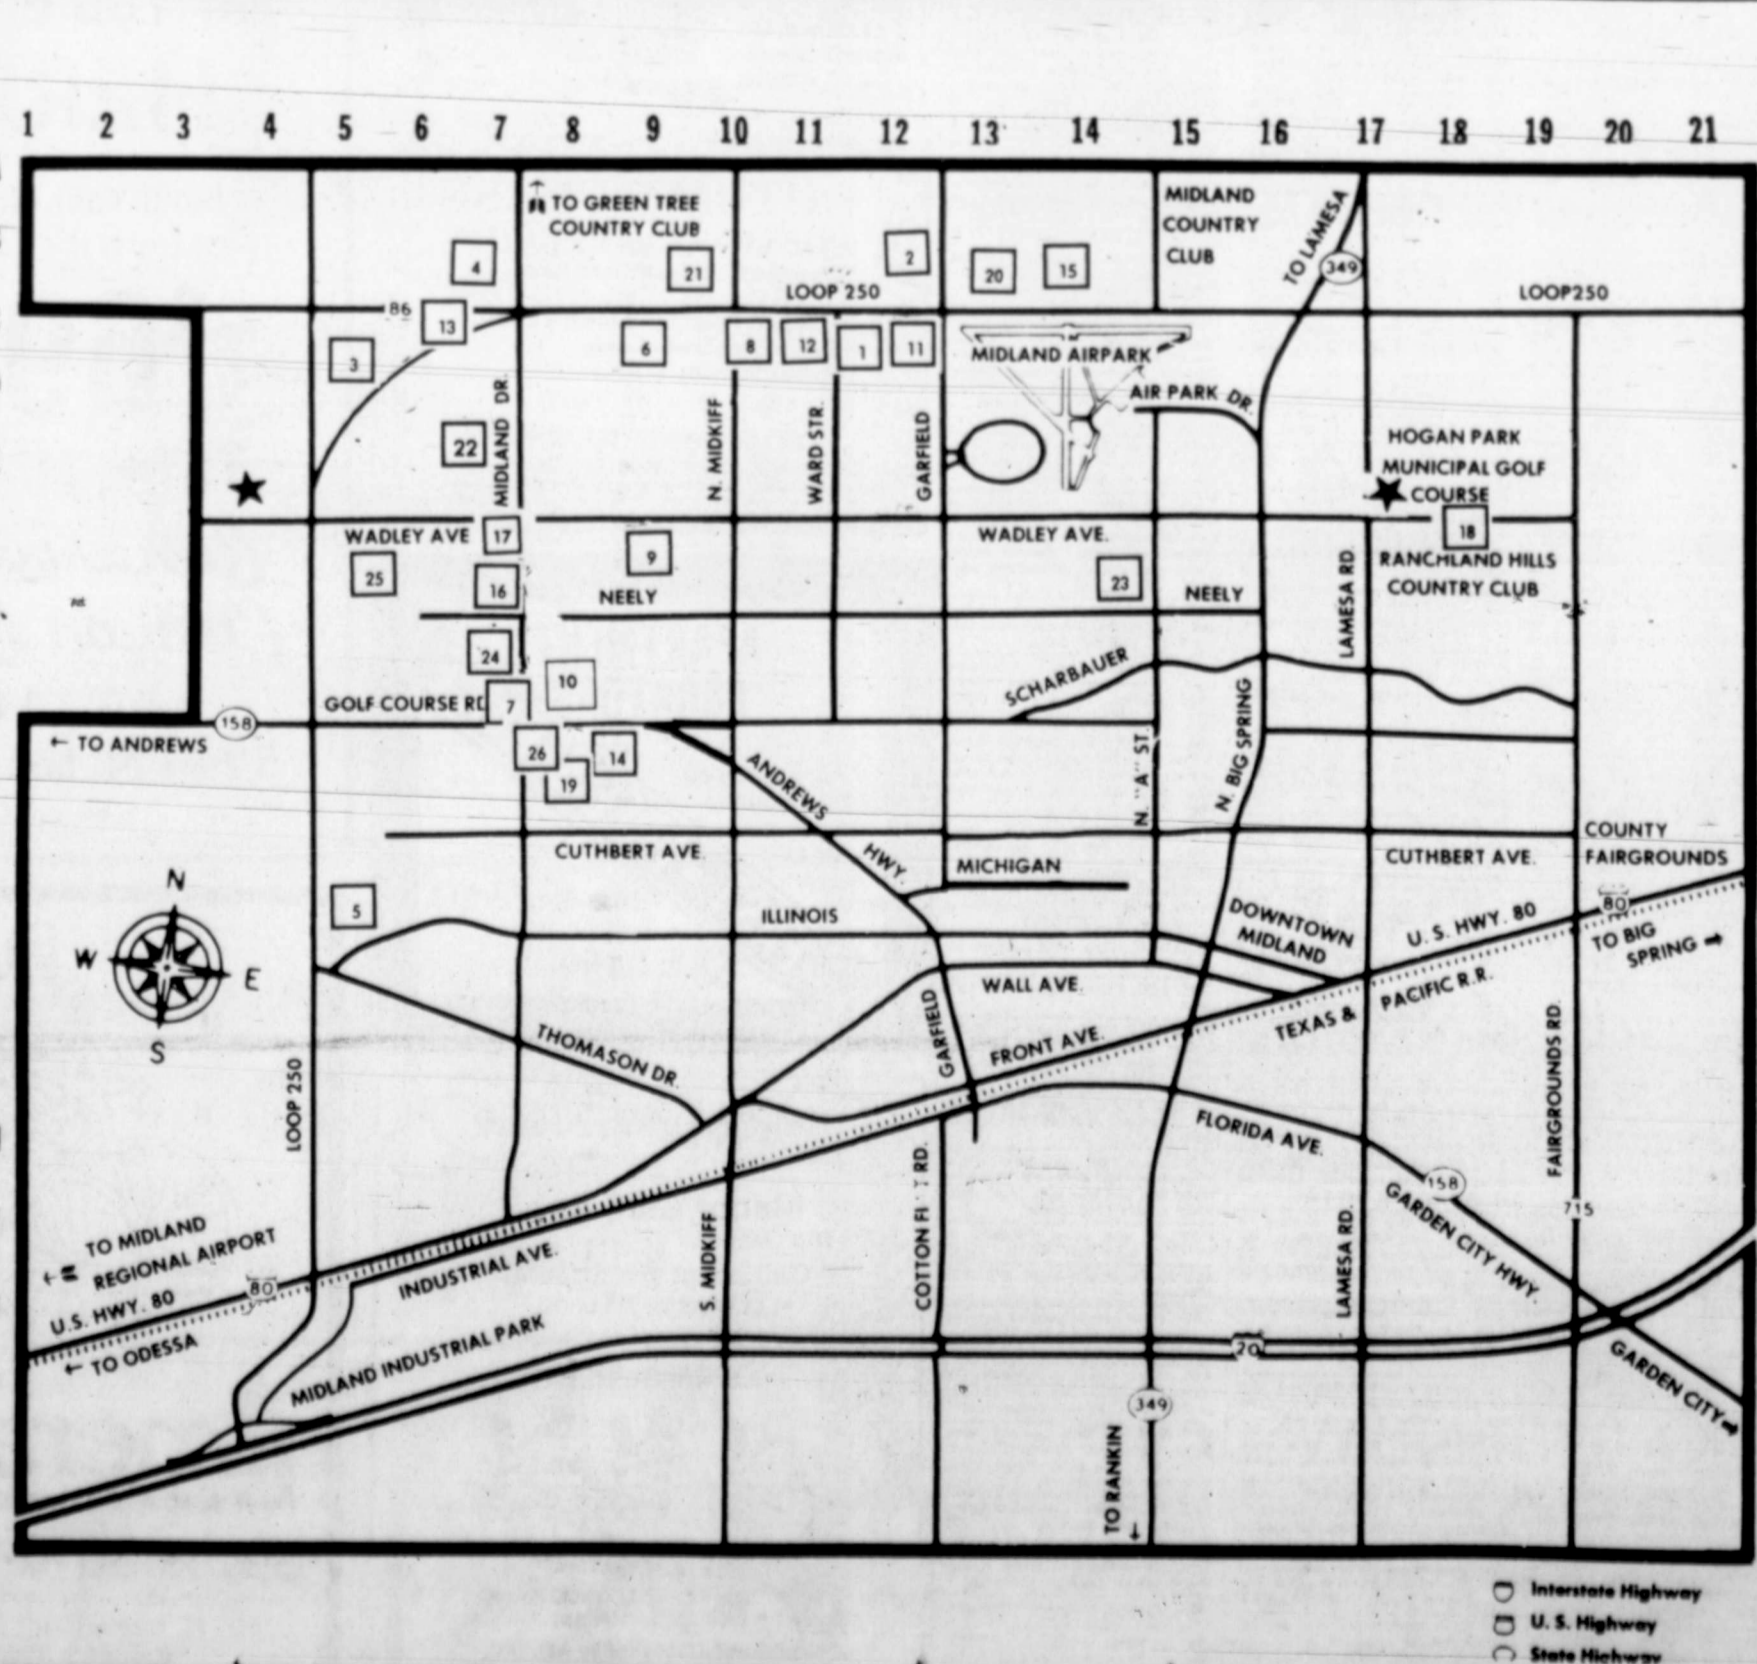 1 2 3 4 5 6 7 8 9 10 11 12 13 14 15 16 17 18 19 20 21
TO GREEN TREE
COUNTRY CLUB
MIDLAND
COUNTRY
CLUB
TO LAMESA
349
4
21
2
20
15
LOOP 250
LOOP250
86
13
3
6
8
12
1
11
MIDLAND AIRPARK
AIR PARK DR.
MIDLAND DR.
N. MIDKIFF
WARD STR.
GARFIELD
22
HOGAN PARK
MUNICIPAL GOLF
COURSE
18
RANCHLAND HILLS
COUNTRY CLUB
WADLEY AVE
17
WADLEY AVE.
25
16
9
23
NEELY
NEELY
LAMESA RD.
24
10
SCHARBAUER
GOLF COURSE RD
7
158
← TO ANDREWS
26
14
19
ANDREWS
HWY.
N. "A" ST.
N. BIG SPRING
COUNTY
FAIRGROUNDS
CUTHBERT AVE.
CUTHBERT AVE.
MICHIGAN
N
W
E
S
5
ILLINOIS
DOWNTOWN
MIDLAND
U. S. HWY. 80
80
TO BIG
SPRING →
WALL AVE.
GARFIELD
FRONT AVE.
TEXAS & PACIFIC R.R.
THOMASON DR.
LOOP 250
FLORIDA AVE.
FAIRGROUNDS RD.
158
715
GARDEN CITY HWY.
TO MIDLAND
REGIONAL AIRPORT
U.S. HWY. 80
80
← TO ODESSA
INDUSTRIAL AVE.
MIDLAND INDUSTRIAL PARK
S. MIDKIFF
COTTON RD.
LAMESA RD.
20
349
TO RANKIN
GARDEN CITY →
Interstate Highway
U. S. Highway
State Highway